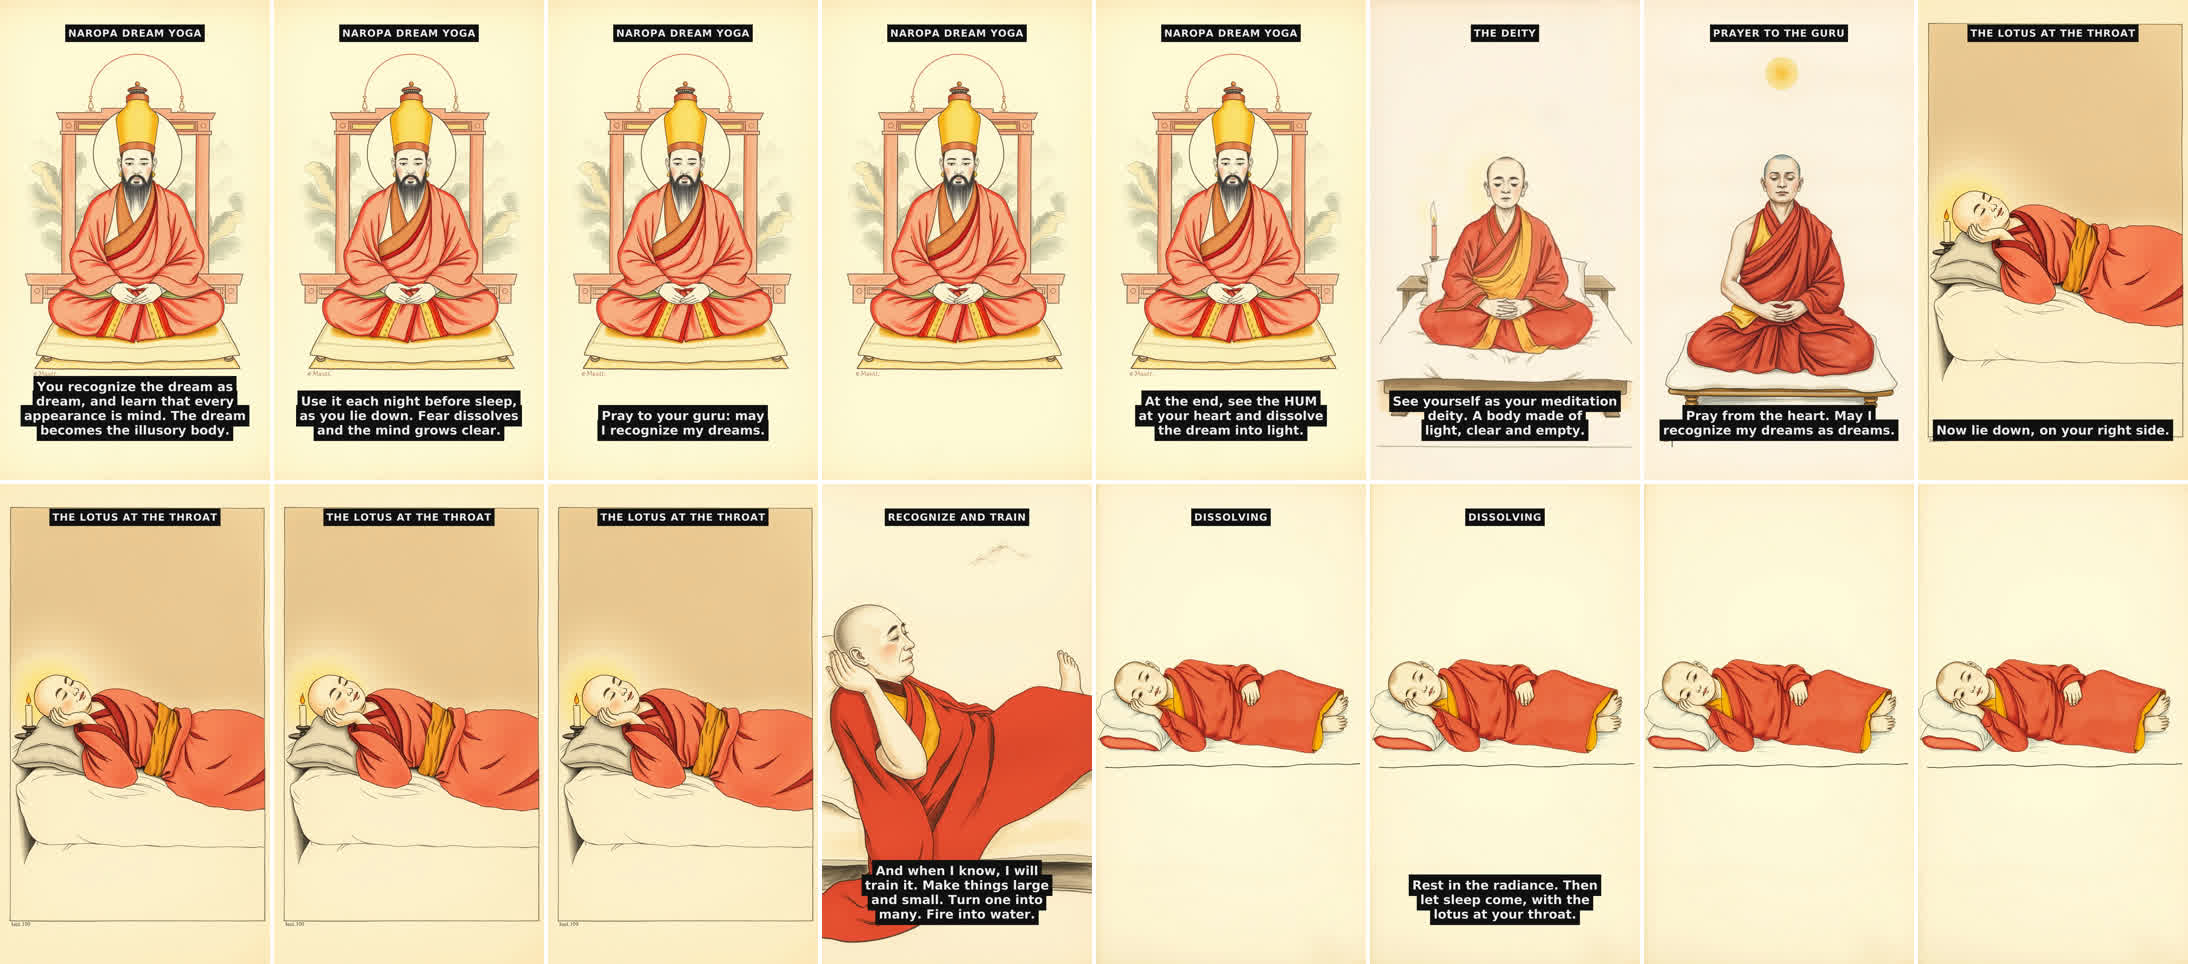 NAROPA DREAM YOGA
You recognize the dream as
dream, and learn that every
appearance is mind. The dream
becomes the illusory body.
NAROPA DREAM YOGA
Use it each night before sleep,
as you lie down. Fear dissolves
and the mind grows clear.
NAROPA DREAM YOGA
Pray to your guru: may
I recognize my dreams.
NAROPA DREAM YOGA
NAROPA DREAM YOGA
At the end, see the HUM
at your heart and dissolve
the dream into light.
THE DEITY
See yourself as your meditation
deity. A body made of
light, clear and empty.
PRAYER TO THE GURU
Pray from the heart. May I
recognize my dreams as dreams.
THE LOTUS AT THE THROAT
Now lie down, on your right side.
THE LOTUS AT THE THROAT
THE LOTUS AT THE THROAT
THE LOTUS AT THE THROAT
RECOGNIZE AND TRAIN
And when I know, I will
train it. Make things large
and small. Turn one into
many. Fire into water.
DISSOLVING
DISSOLVING
Rest in the radiance. Then
let sleep come, with the
lotus at your throat.